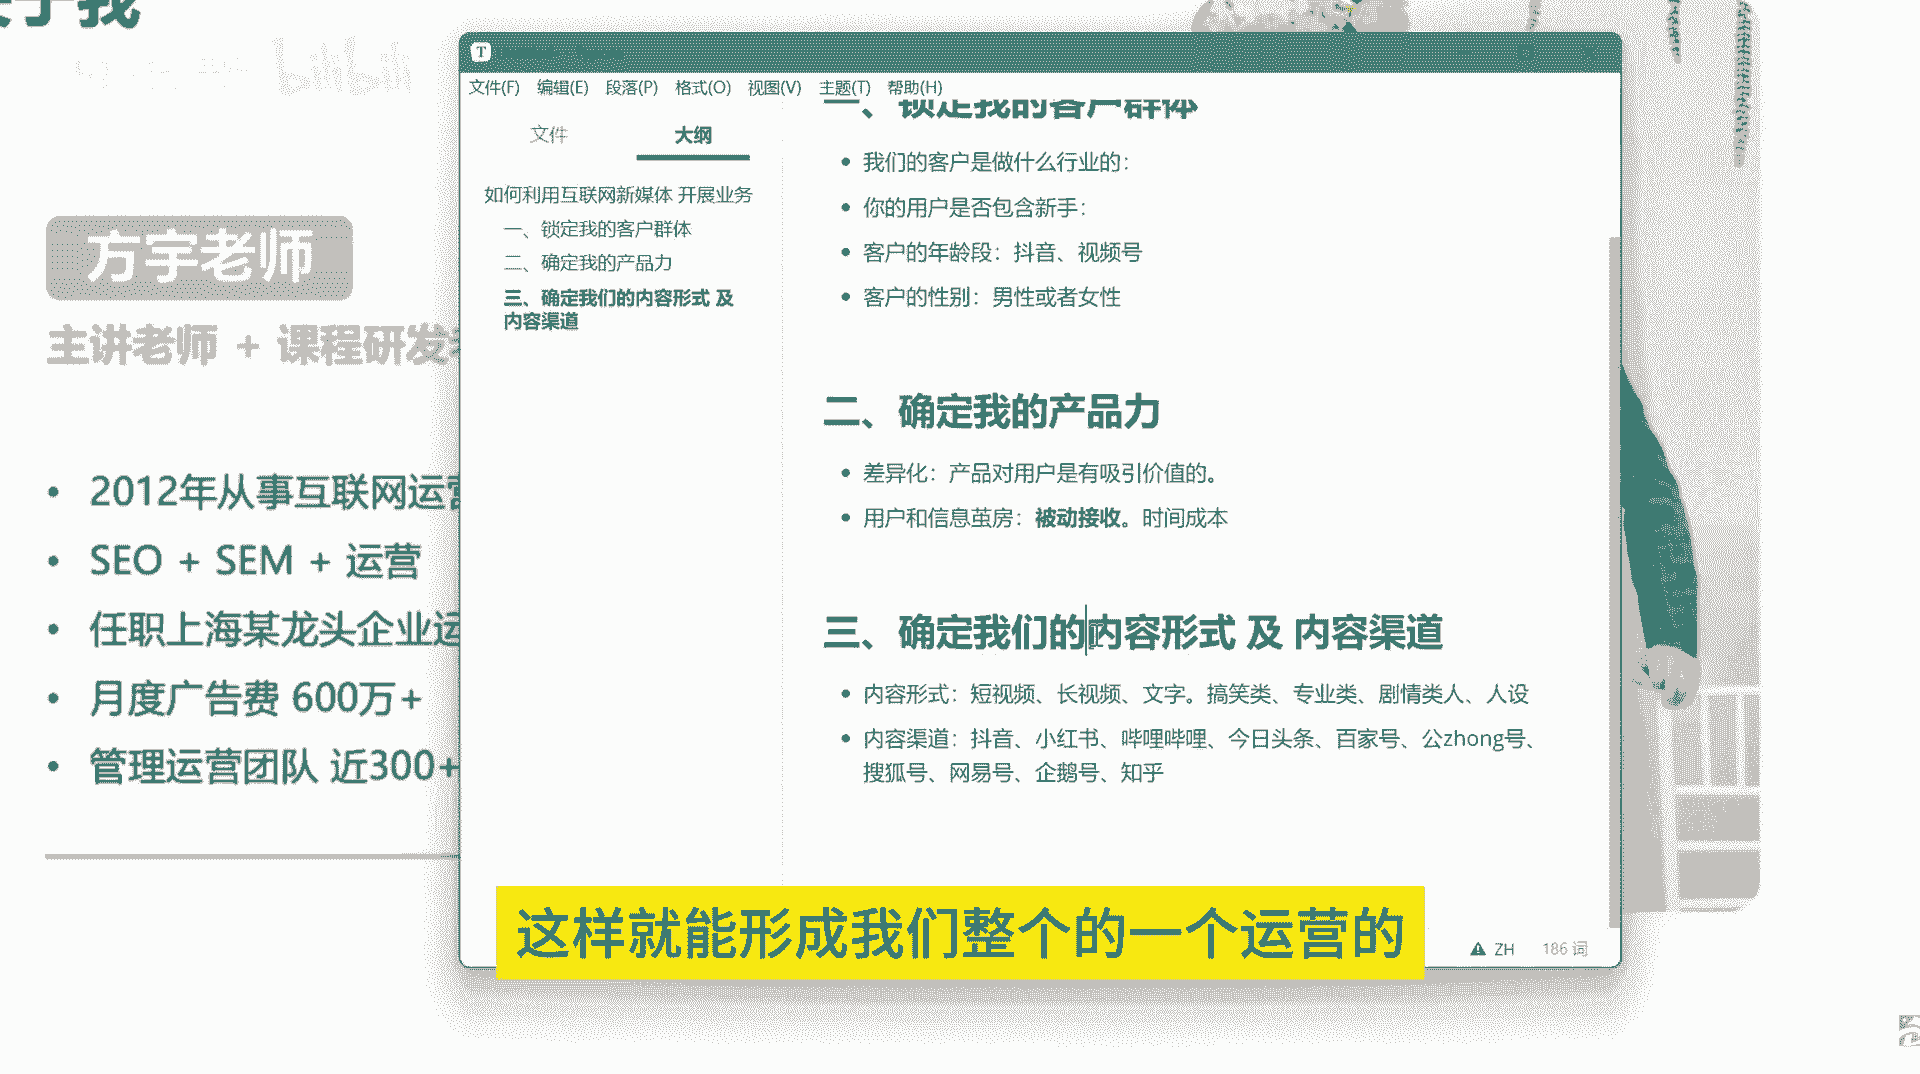 关于我
bilibili
方宇老师
主讲老师 + 课程研发
2012年从事互联网运营
SEO + SEM + 运营
任职上海某龙头企业运
月度广告费 600万+
管理运营团队 近300+
T
文件(F) 编辑(E) 段落(P) 格式(O) 视图(V) 主题(T) 帮助(H)
文件 大纲
如何利用互联网新媒体 开展业务
一、锁定我的客户群体
二、确定我的产品力
三、确定我们的内容形式 及
内容渠道
一、锁定我的客户群体
我们的客户是做什么行业的：
你的用户是否包含新手：
客户的年龄段：抖音、视频号
客户的性别：男性或者女性
二、确定我的产品力
差异化：产品对用户是有吸引价值的。
用户和信息茧房：被动接收。时间成本
三、确定我们的内容形式 及 内容渠道
内容形式：短视频、长视频、文字。搞笑类、专业类、剧情类人、人设
内容渠道：抖音、小红书、哔哩哔哩、今日头条、百家号、公zhong号、
搜狐号、网易号、企鹅号、知乎
这样就能形成我们整个的一个运营的
ZH 186 词